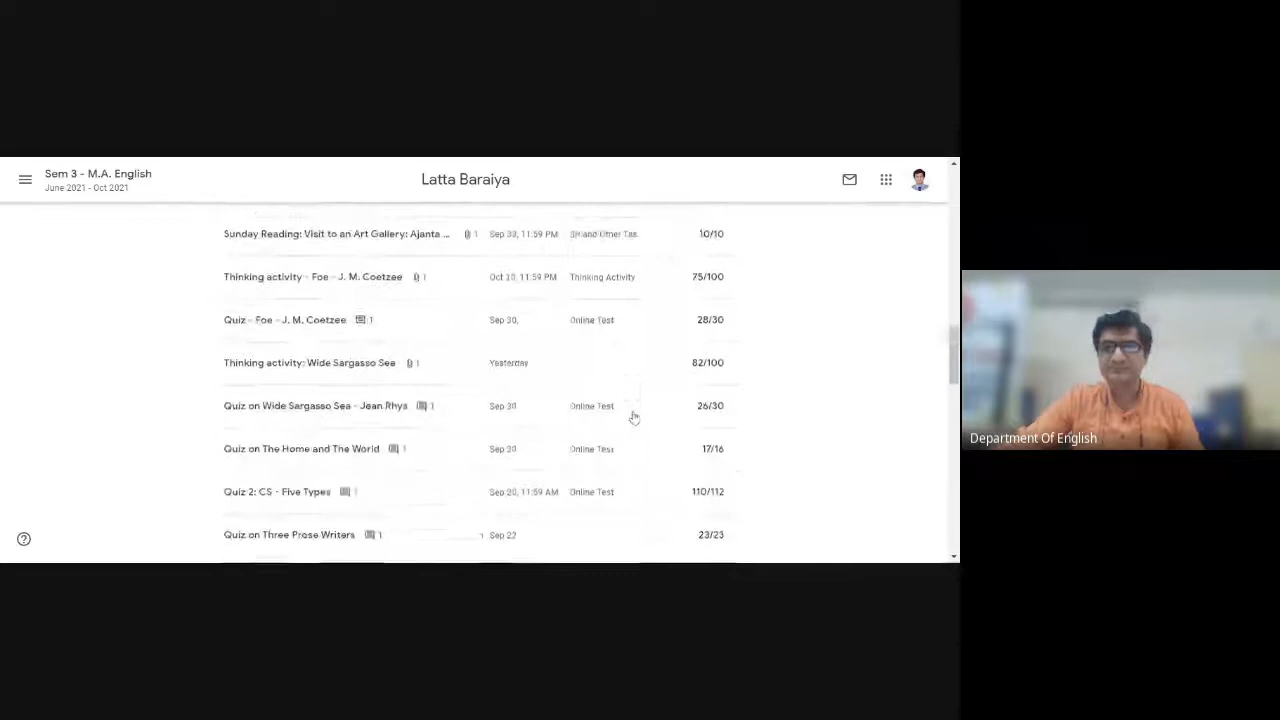 Sem 3 - M.A. English
June 2021 - Oct 2021
Latta Baraiya
Sunday Reading: Visit to an Art Gallery: Ajanta ... 1 Sep 30, 11:59 PM SR and Other Tas. 10/10
Thinking activity - Foe - J. M. Coetzee 1 Oct 10, 11:59 PM Thinking Activity 75/100
Quiz - Foe - J. M. Coetzee 1 Sep 30, Online Test 28/30
Thinking activity: Wide Sargasso Sea 1 Yesterday 82/100
Quiz on Wide Sargasso Sea - Jean Rhys 1 Sep 30 Online Test 26/30
Quiz on The Home and The World 1 Sep 30 Online Test 17/16
Quiz 2: CS - Five Types 1 Sep 20, 11:59 AM Online Test 110/112
Quiz on Three Prose Writers 1 Sep 22 23/23
Department Of English